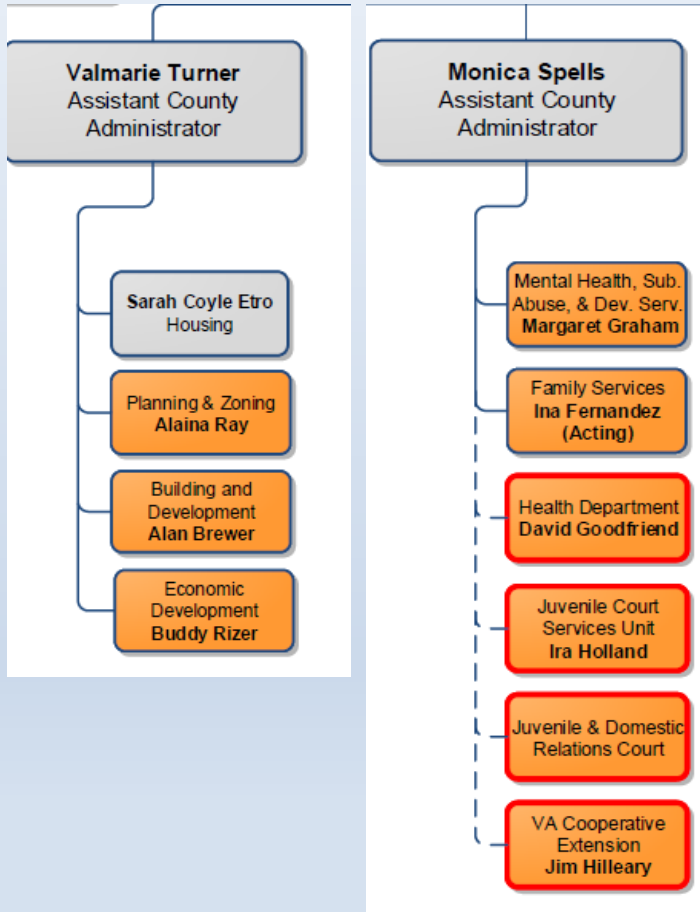 Valmarie Turner
Assistant County
Administrator
Sarah Coyle Etro
Housing
Planning & Zoning
Alaina Ray
Building and
Development
Alan Brewer
Economic
Development
Buddy Rizer
Monica Spells
Assistant County
Administrator
Mental Health, Sub.
Abuse, & Dev. Serv.
Margaret Graham
Family Services
Ina Fernandez
(Acting)
Health Department
David Goodfriend
Juvenile Court
Services Unit
Ira Holland
Juvenile & Domestic
Relations Court
VA Cooperative
Extension
Jim Hilleary